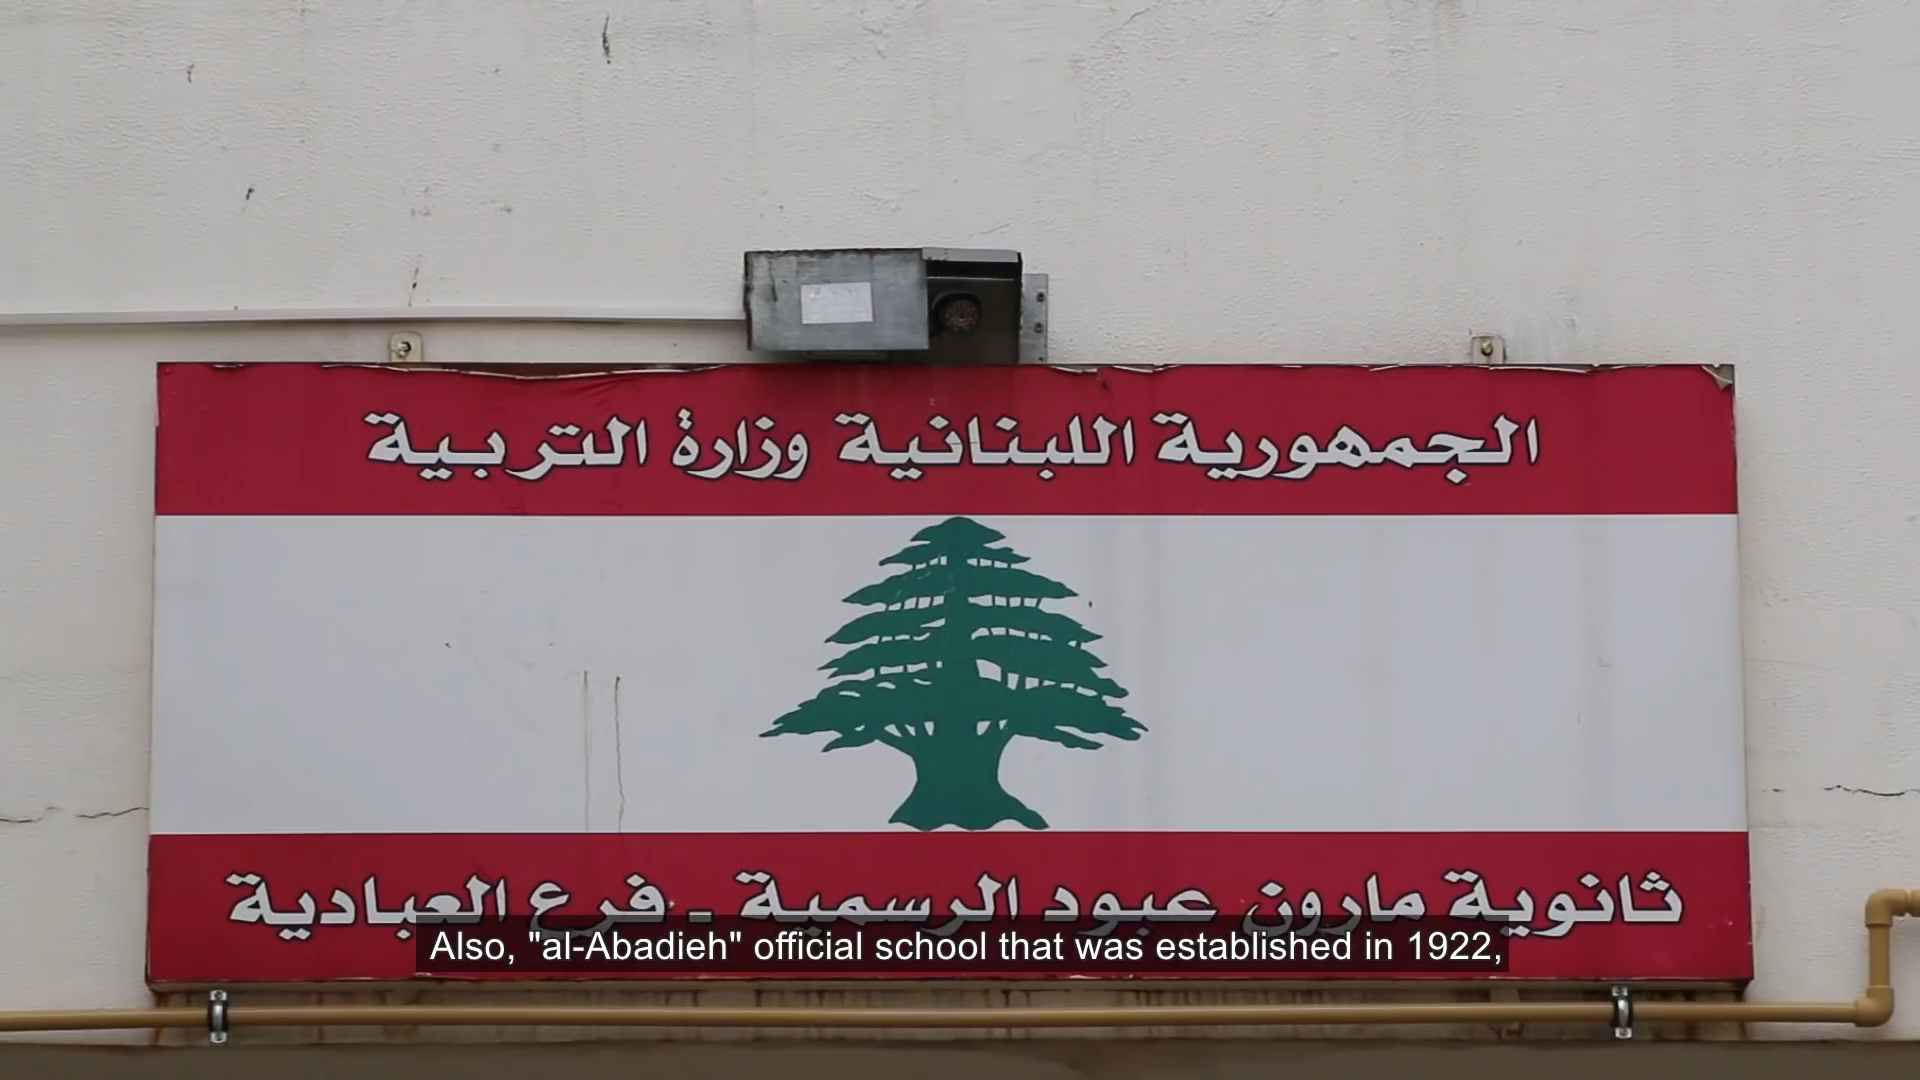 الجمهورية اللبنانية وزارة التربية
ثانوية مارون عبود الرسمية - فرع العبادية
Also, "al-Abadieh" official school that was established in 1922,